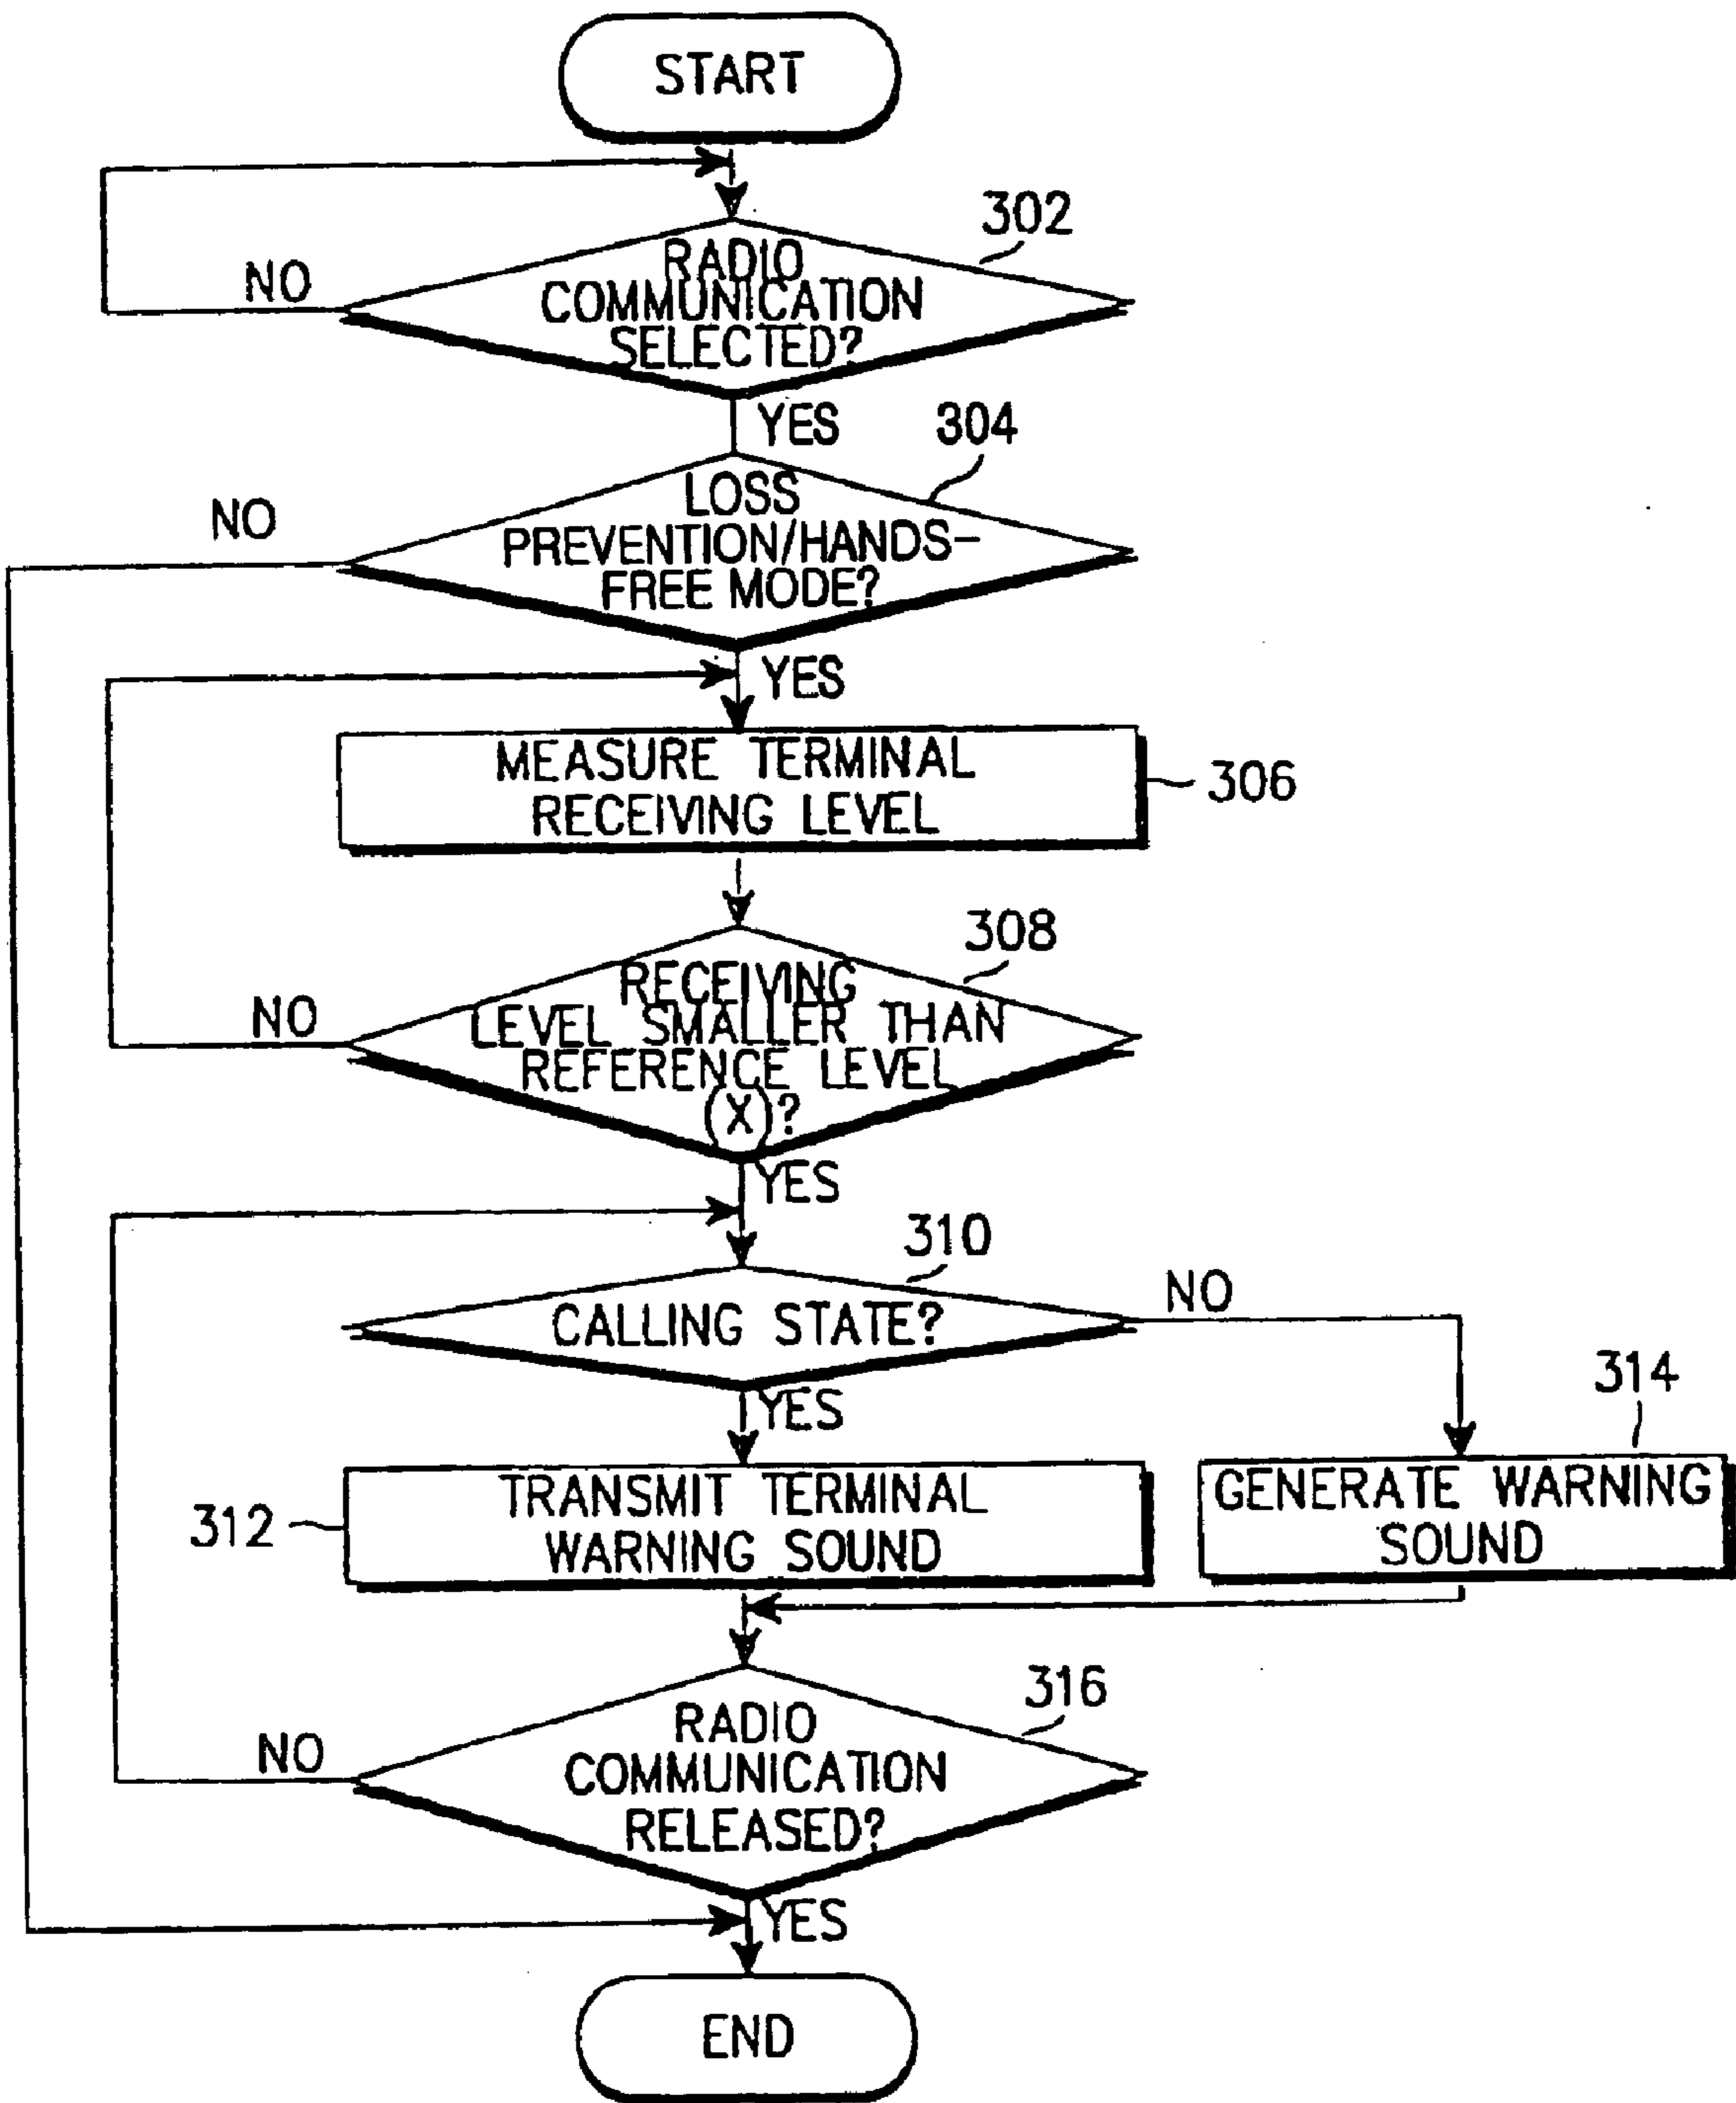 START
302
RADIO
COMMUNICATION
SELECTED?
NO
YES
304
LOSS
PREVENTION/HANDS-
FREE MODE?
NO
YES
MEASURE TERMINAL
RECEIVING LEVEL
306
308
RECEIVING
LEVEL SMALLER THAN
REFERENCE LEVEL
(X)?
NO
YES
310
CALLING STATE?
NO
YES
314
312
TRANSMIT TERMINAL
WARNING SOUND
GENERATE WARNING
SOUND
316
RADIO
COMMUNICATION
RELEASED?
NO
YES
END